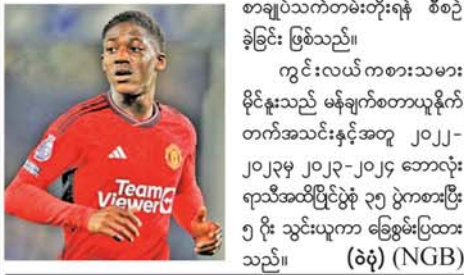 စာချုပ်သက်တမ်းတိုးရန် စီစဉ်
ခဲ့ခြင်း ဖြစ်သည်။
ကွင်းလယ်ကစားသမား
မိုင်နူးသည် မန်ချက်စတာယူနိုက်
တက်အသင်းနှင့်အတူ ၂၀၂၂-
၂၀၂၃မှ ၂၀၂၃-၂၀၂၄ ဘောလုံး
ရာသီအထိပြိုင်ပွဲစုံ ၃၅ ပွဲကစားပြီး
၅ ဂိုး သွင်းယူကာ ခြေစွမ်းပြထား
သည်။ (ဝဲပုံ) (NGB)
Team
Viewer